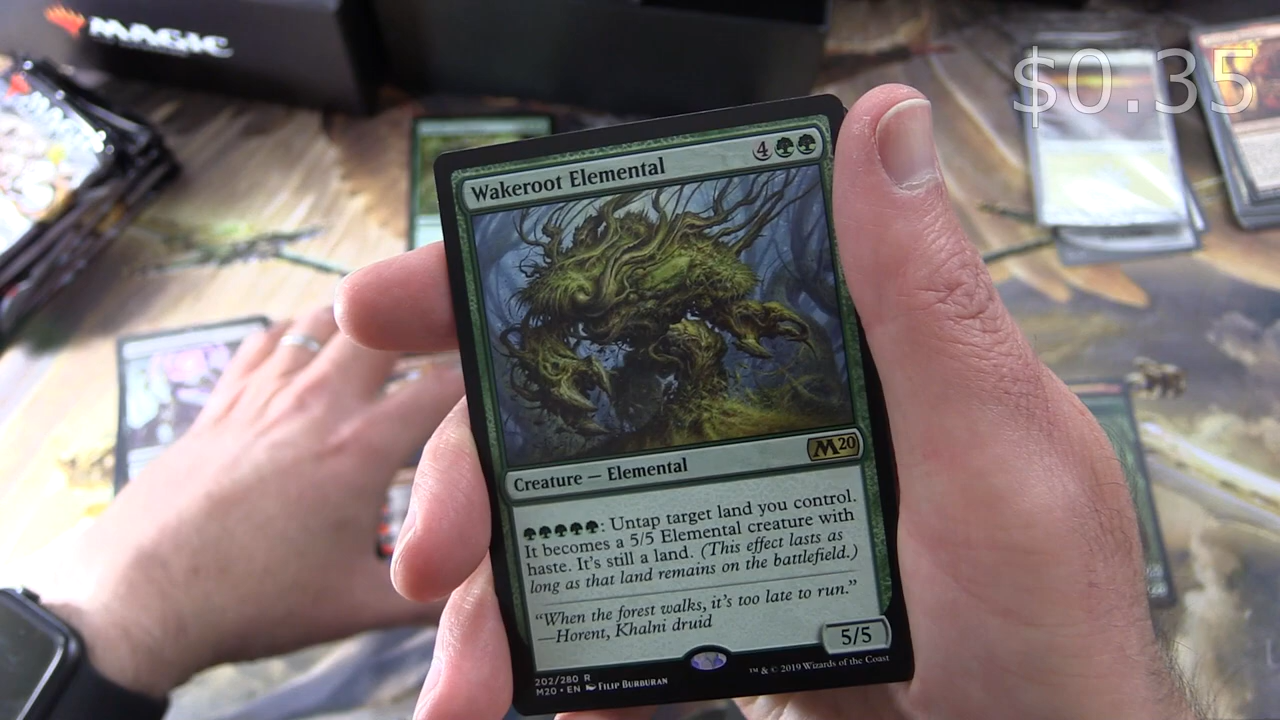 MAGIC
$0.35
Wakeroot Elemental
4
Creature — Elemental
M20
: Untap target land you control.
It becomes a 5/5 Elemental creature with
haste. It's still a land. (This effect lasts as
long as that land remains on the battlefield.)
"When the forest walks, it's too late to run."
—Horent, Khalni druid
5/5
202/280 R
M20 • EN Filip Burburan
™ & © 2019 Wizards of the Coast